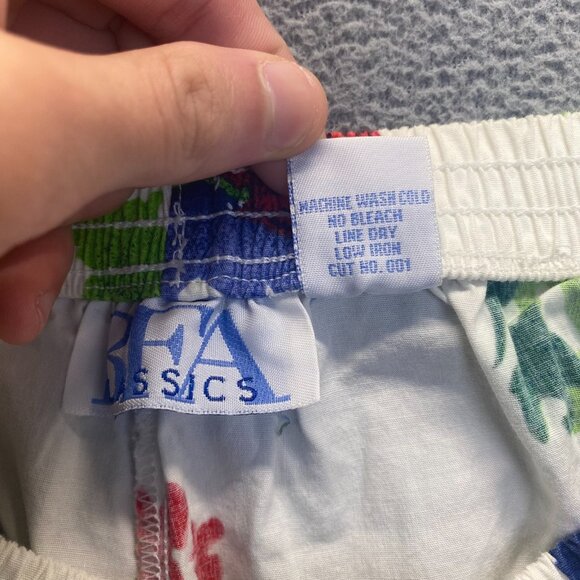 MACHINE WASH COLD
NO BLEACH
LINE DRY
LOW IRON
CUT NO. 001